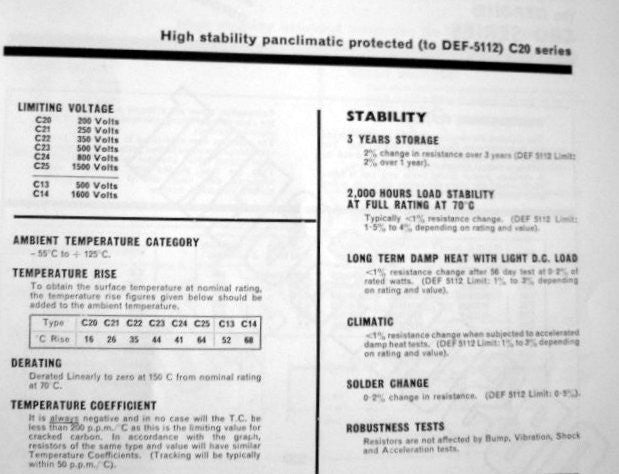 High stability panclimatic protected (to DEF-5112) C20 series
LIMITING VOLTAGE
C20 200 Volts
C21 250 Volts
C22 350 Volts
C23 500 Volts
C24 800 Volts
C25 1500 Volts
C13 500 Volts
C14 1600 Volts
AMBIENT TEMPERATURE CATEGORY
- 55°C to + 125°C.
TEMPERATURE RISE
To obtain the surface temperature at nominal rating,
the temperature rise figures given below should be
added to the ambient temperature.
Type C20 C21 C22 C23 C24 C25 C13 C14
°C Rise 16 26 35 44 41 64 52 68
DERATING
Derated Linearly to zero at 150 C from nominal rating
at 70 C.
TEMPERATURE COEFFICIENT
It is always negative and in no case will the T.C. be
less than 200 p.p.m./°C as this is the limiting value for
cracked carbon. In accordance with the graph,
resistors of the same type and value will have similar
Temperature Coefficients. (Tracking will be typically
within 50 p.p.m./°C).
STABILITY
3 YEARS STORAGE
2% change in resistance over 3 years (DEF 5112 Limit:
2% over 1 year).
2,000 HOURS LOAD STABILITY
AT FULL RATING AT 70°C
Typically <1% resistance change. (DEF 5112 Limit:
1·5% to 4% depending on rating and value).
LONG TERM DAMP HEAT WITH LIGHT D.C. LOAD
<1% resistance change after 56 day test at 0·2% of
rated watts. (DEF 5112 Limit: 1% to 3% depending
on rating and value).
CLIMATIC
<1% resistance change when subjected to accelerated
damp heat tests. (DEF 5112 Limit: 1% to 3% depending
on rating and value).
SOLDER CHANGE
0·2% change in resistance. (DEF 5112 Limit: 0·5%).
ROBUSTNESS TESTS
Resistors are not affected by Bump, Vibration, Shock
and Acceleration tests.